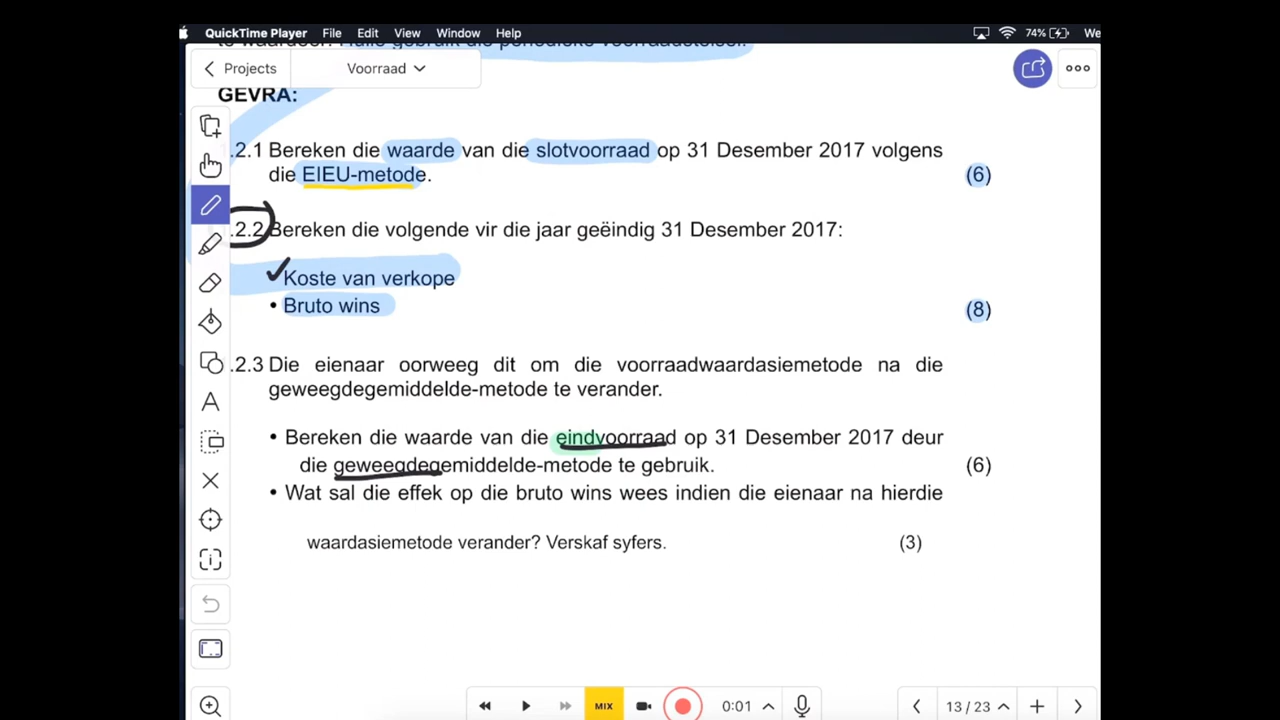 QuickTime Player File Edit View Window Help 74% We
Projects Voorraad
GEVRA:
.2.1 Bereken die waarde van die slotvoorraad op 31 Desember 2017 volgens
die EIEU-metode. (6)
.2.2 Bereken die volgende vir die jaar geëindig 31 Desember 2017:
Koste van verkope
• Bruto wins (8)
.2.3 Die eienaar oorweeg dit om die voorraadwaardasiemetode na die
geweegdegemiddelde-metode te verander.
• Bereken die waarde van die eindvoorraad op 31 Desember 2017 deur
die geweegdegemiddelde-metode te gebruik. (6)
• Wat sal die effek op die bruto wins wees indien die eienaar na hierdie
waardasiemetode verander? Verskaf syfers. (3)
MIX 0:01 13 / 23